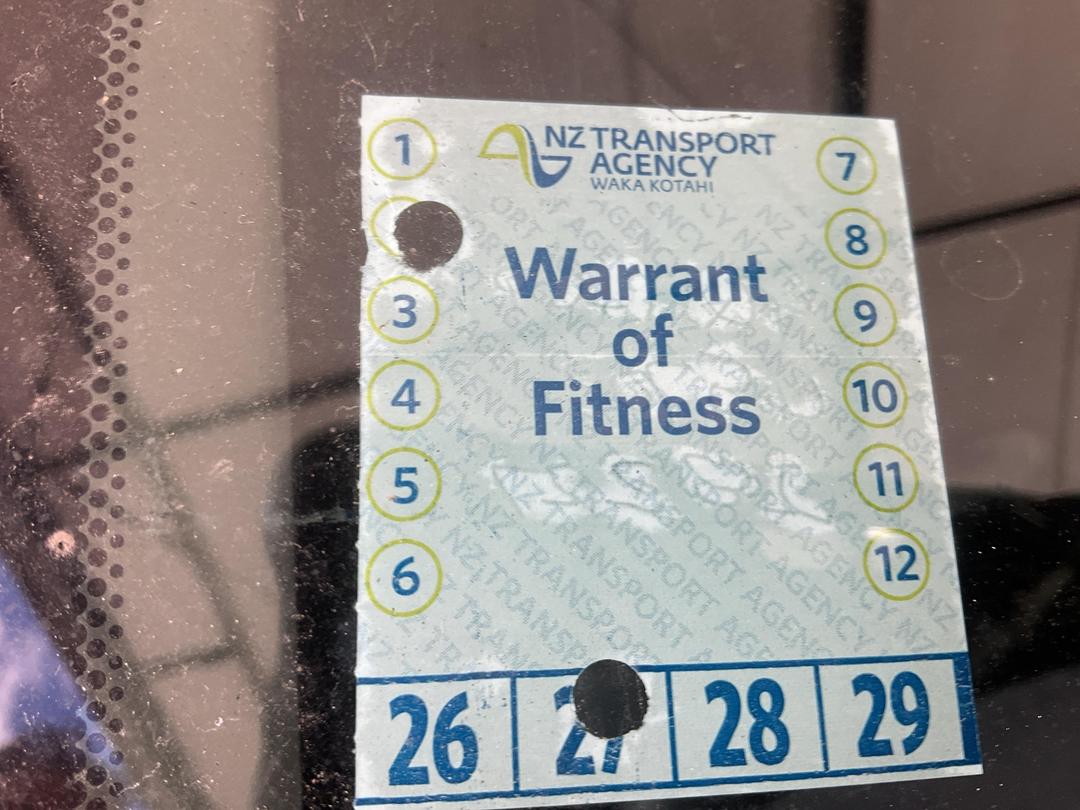 NZ TRANSPORT
AGENCY
WAKA KOTAHI
Warrant
of
Fitness
1
3
4
5
6
7
8
9
10
11
12
26
27
28
29